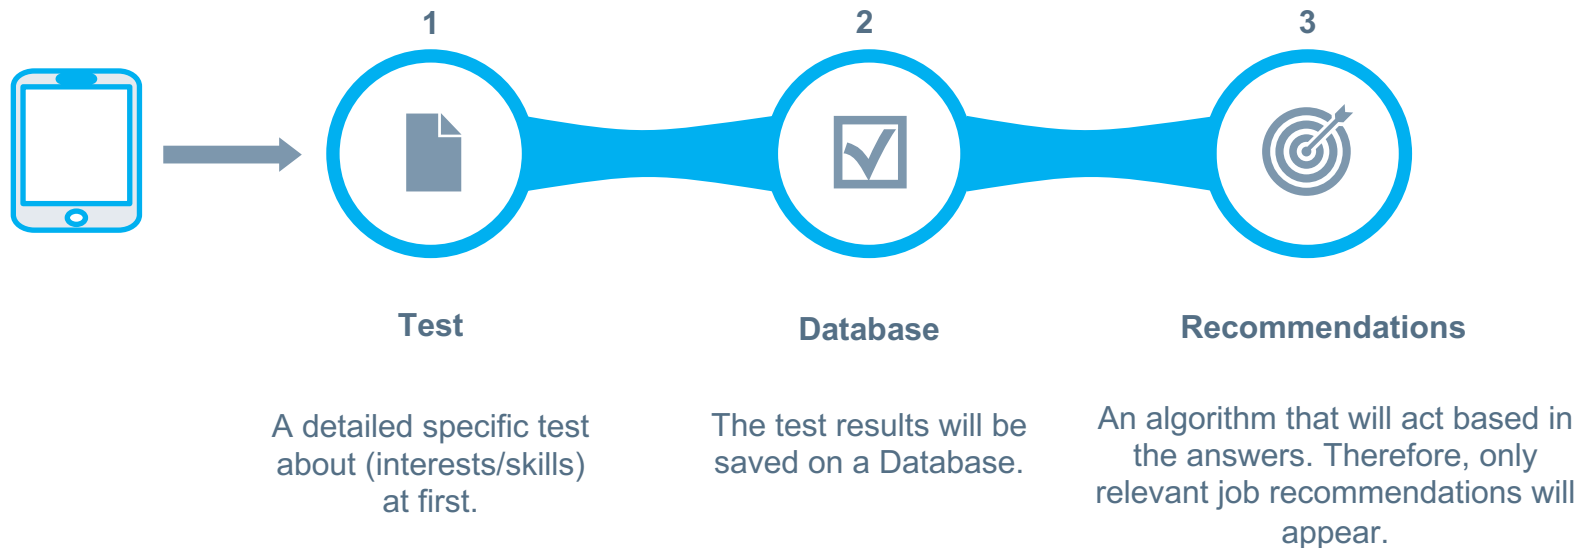 1
2
3
Test
Database
Recommendations
A detailed specific test
about (interests/skills)
at first.
The test results will be
saved on a Database.
An algorithm that will act based in
the answers. Therefore, only
relevant job recommendations will
appear.